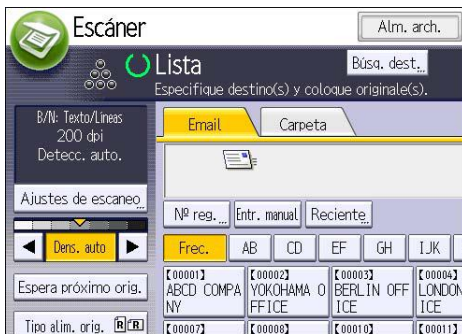 Escáner
Alm. arch.
Lista
Búsq. dest.
Especifique destino(s) y coloque originale(s).
B/N: Texto/Líneas
200 dpi
Detecc. auto.
Email
Carpeta
Ajustes de escaneo
Nº reg.
Entr. manual
Reciente
Dens. auto
Frec.
AB
CD
EF
GH
IJK
Espera próximo orig.
[00001]
ABCD COMPA
NY
[00002]
YOKOHAMA O
FFICE
[00003]
BERLIN OFF
ICE
[00004]
LONDON
ICE
Tipo alim. orig.
R R
[00007]
[00008]
[00010]
[00011]